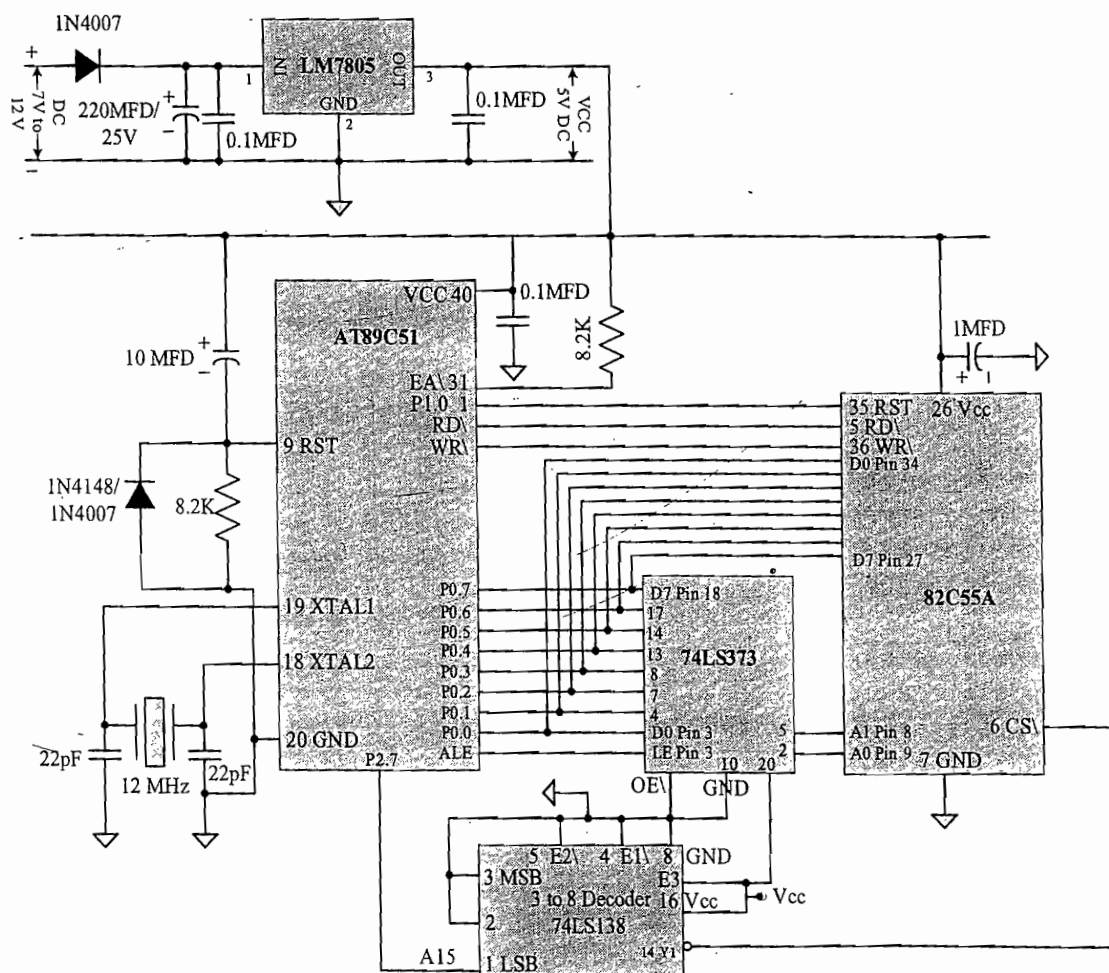 1N4007
LM7805
IN
OUT
GND
1
2
3
+
-
DC
7V to
12V
+
-
220MFD/
25V
0.1MFD
0.1MFD
VCC
5V DC
10 MFD
+
-
VCC 40
0.1MFD
AT89C51
8.2K
1MFD
+ -
EA\ 31
P1.0 1
RD\
WR\
35 RST
26 Vcc
5 RD\
36 WR\
D0 Pin 34
D7 Pin 27
82C55A
9 RST
1N4148/
1N4007
8.2K
19 XTAL1
18 XTAL2
20 GND
P2.7
22pF
12 MHz
22pF
P0.7
P0.6
P0.5
P0.4
P0.3
P0.2
P0.1
P0.0
ALE
D7 Pin 18
17
14
13
8
7
4
D0 Pin 3
LE Pin 3
74LS373
5
2
10
20
A1 Pin 8
A0 Pin 9
6 CS\
7 GND
OE\
GND
5 E2\
4 E1\
8
GND
3 MSB
E3
3 to 8 Decoder
16
Vcc
Vcc
2
74LS138
14 Y1
A15
1 LSB